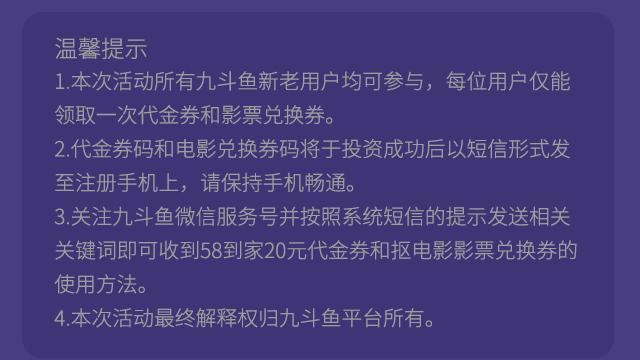 温馨提示
1.本次活动所有九斗鱼新老用户均可参与，每位用户仅能
领取一次代金券和影票兑换券。
2.代金券码和电影兑换券码将于投资成功后以短信形式发
至注册手机上，请保持手机畅通。
3.关注九斗鱼微信服务号并按照系统短信的提示发送相关
关键词即可收到58到家20元代金券和抠电影影票兑换券的
使用方法。
4.本次活动最终解释权归九斗鱼平台所有。